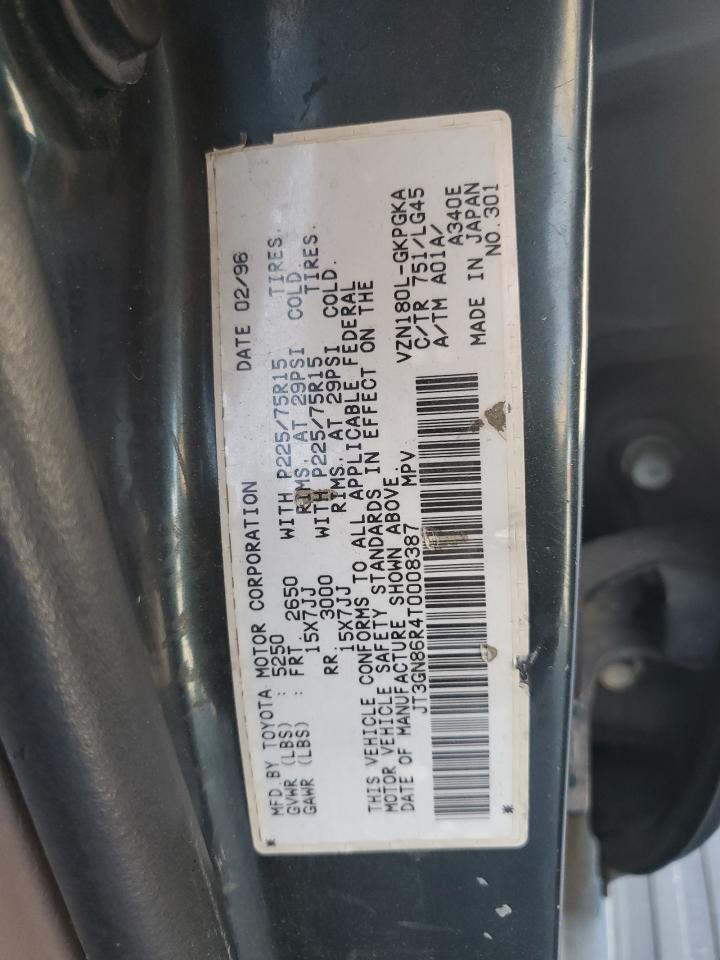 MFD. BY TOYOTA MOTOR CORPORATION DATE 02/96
GVWR (LBS) : 5250
GAWR (LBS) : FRT. 2650 WITH P225/75R15 TIRES.
15X7JJ RIMS. AT 29PSI COLD.
RR. 3000 WITH P225/75R15 TIRES.
15X7JJ RIMS. AT 29PSI COLD.
THIS VEHICLE CONFORMS TO ALL APPLICABLE FEDERAL
MOTOR VEHICLE SAFETY STANDARDS IN EFFECT ON THE
DATE OF MANUFACTURE SHOWN ABOVE. VZN180L-GKPGKA
JT3GN86R4T0008387 MPV C/TR 751/LG45
A/TM A01A/
A340E
MADE IN JAPAN
* * NO.301